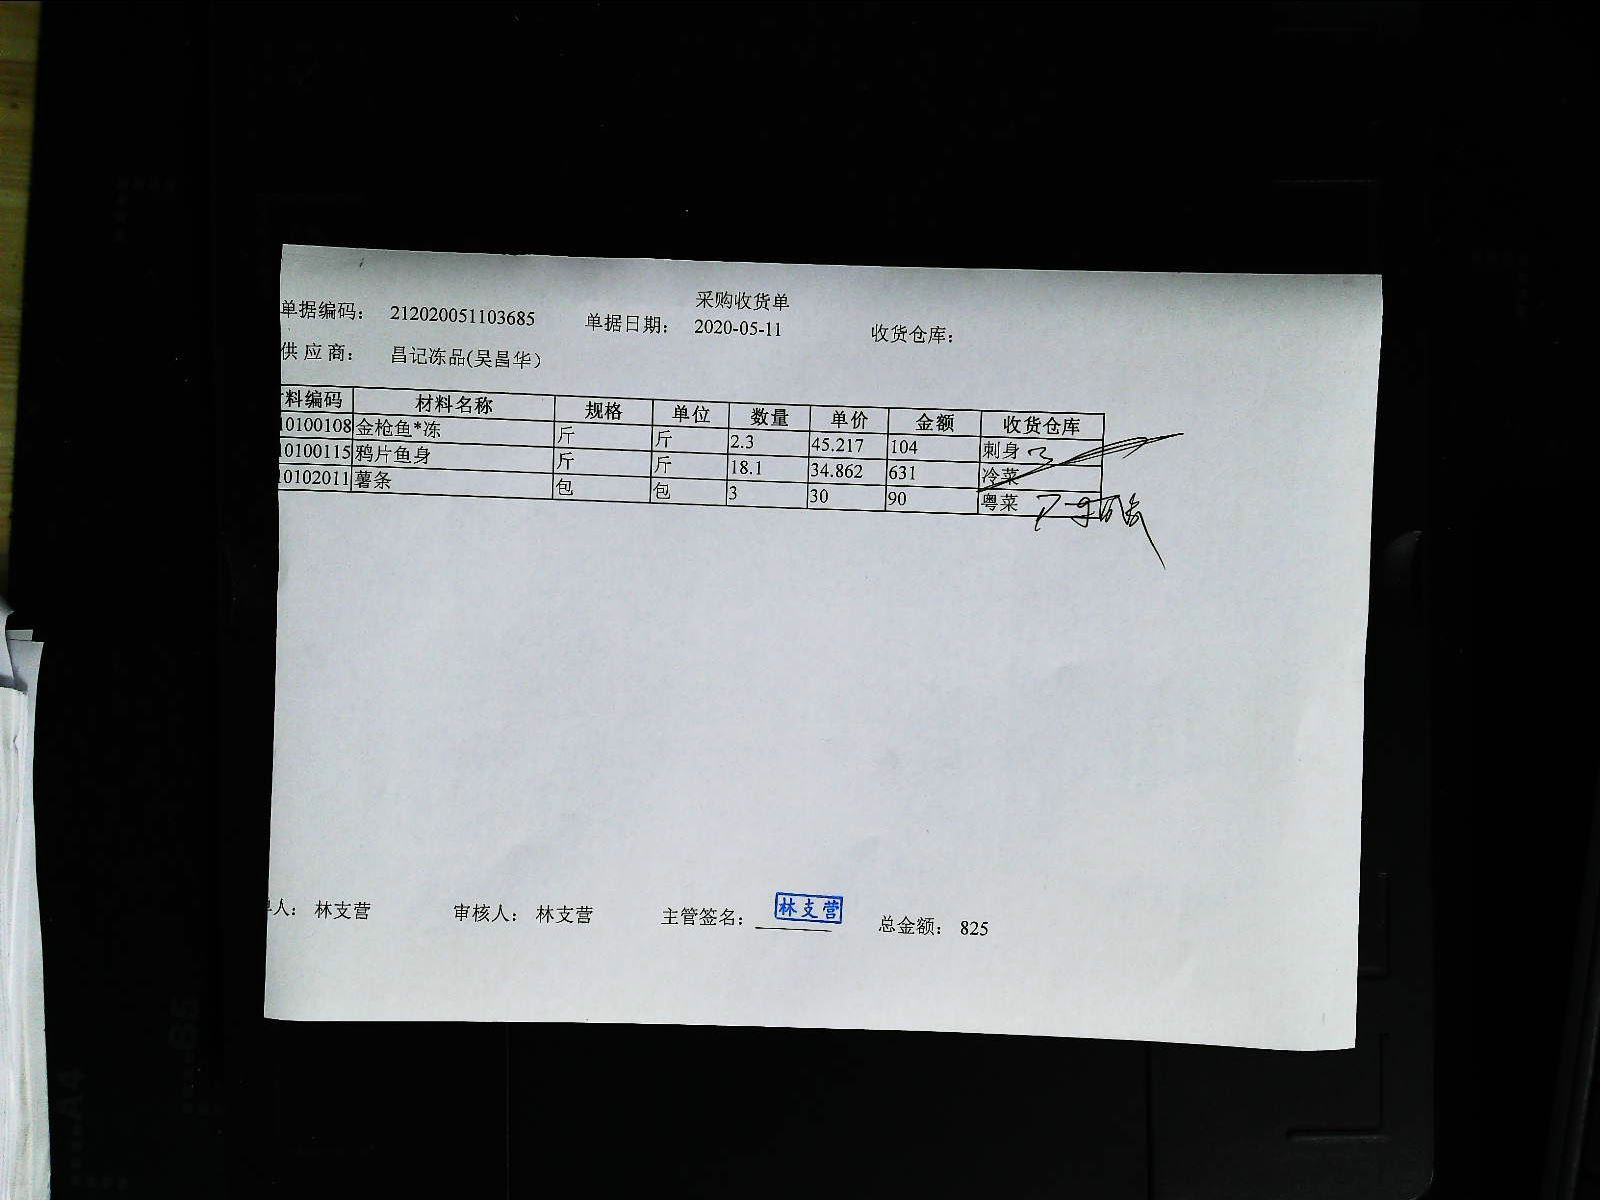 采购收货单
单据编码： 212020051103685 单据日期： 2020-05-11 收货仓库：
供应商： 昌记冻品(吴昌华）
料编码 材料名称 规格 单位 数量 单价 金额 收货仓库
10100108 金枪鱼*冻 斤 斤 2.3 45.217 104 刺身
10100115 鸦片鱼身 斤 斤 18.1 34.862 631 冷菜
10102011 薯条 包 包 3 30 90 粤菜
人： 林支营 审核人： 林支营 主管签名： 林支营 总金额： 825
A4